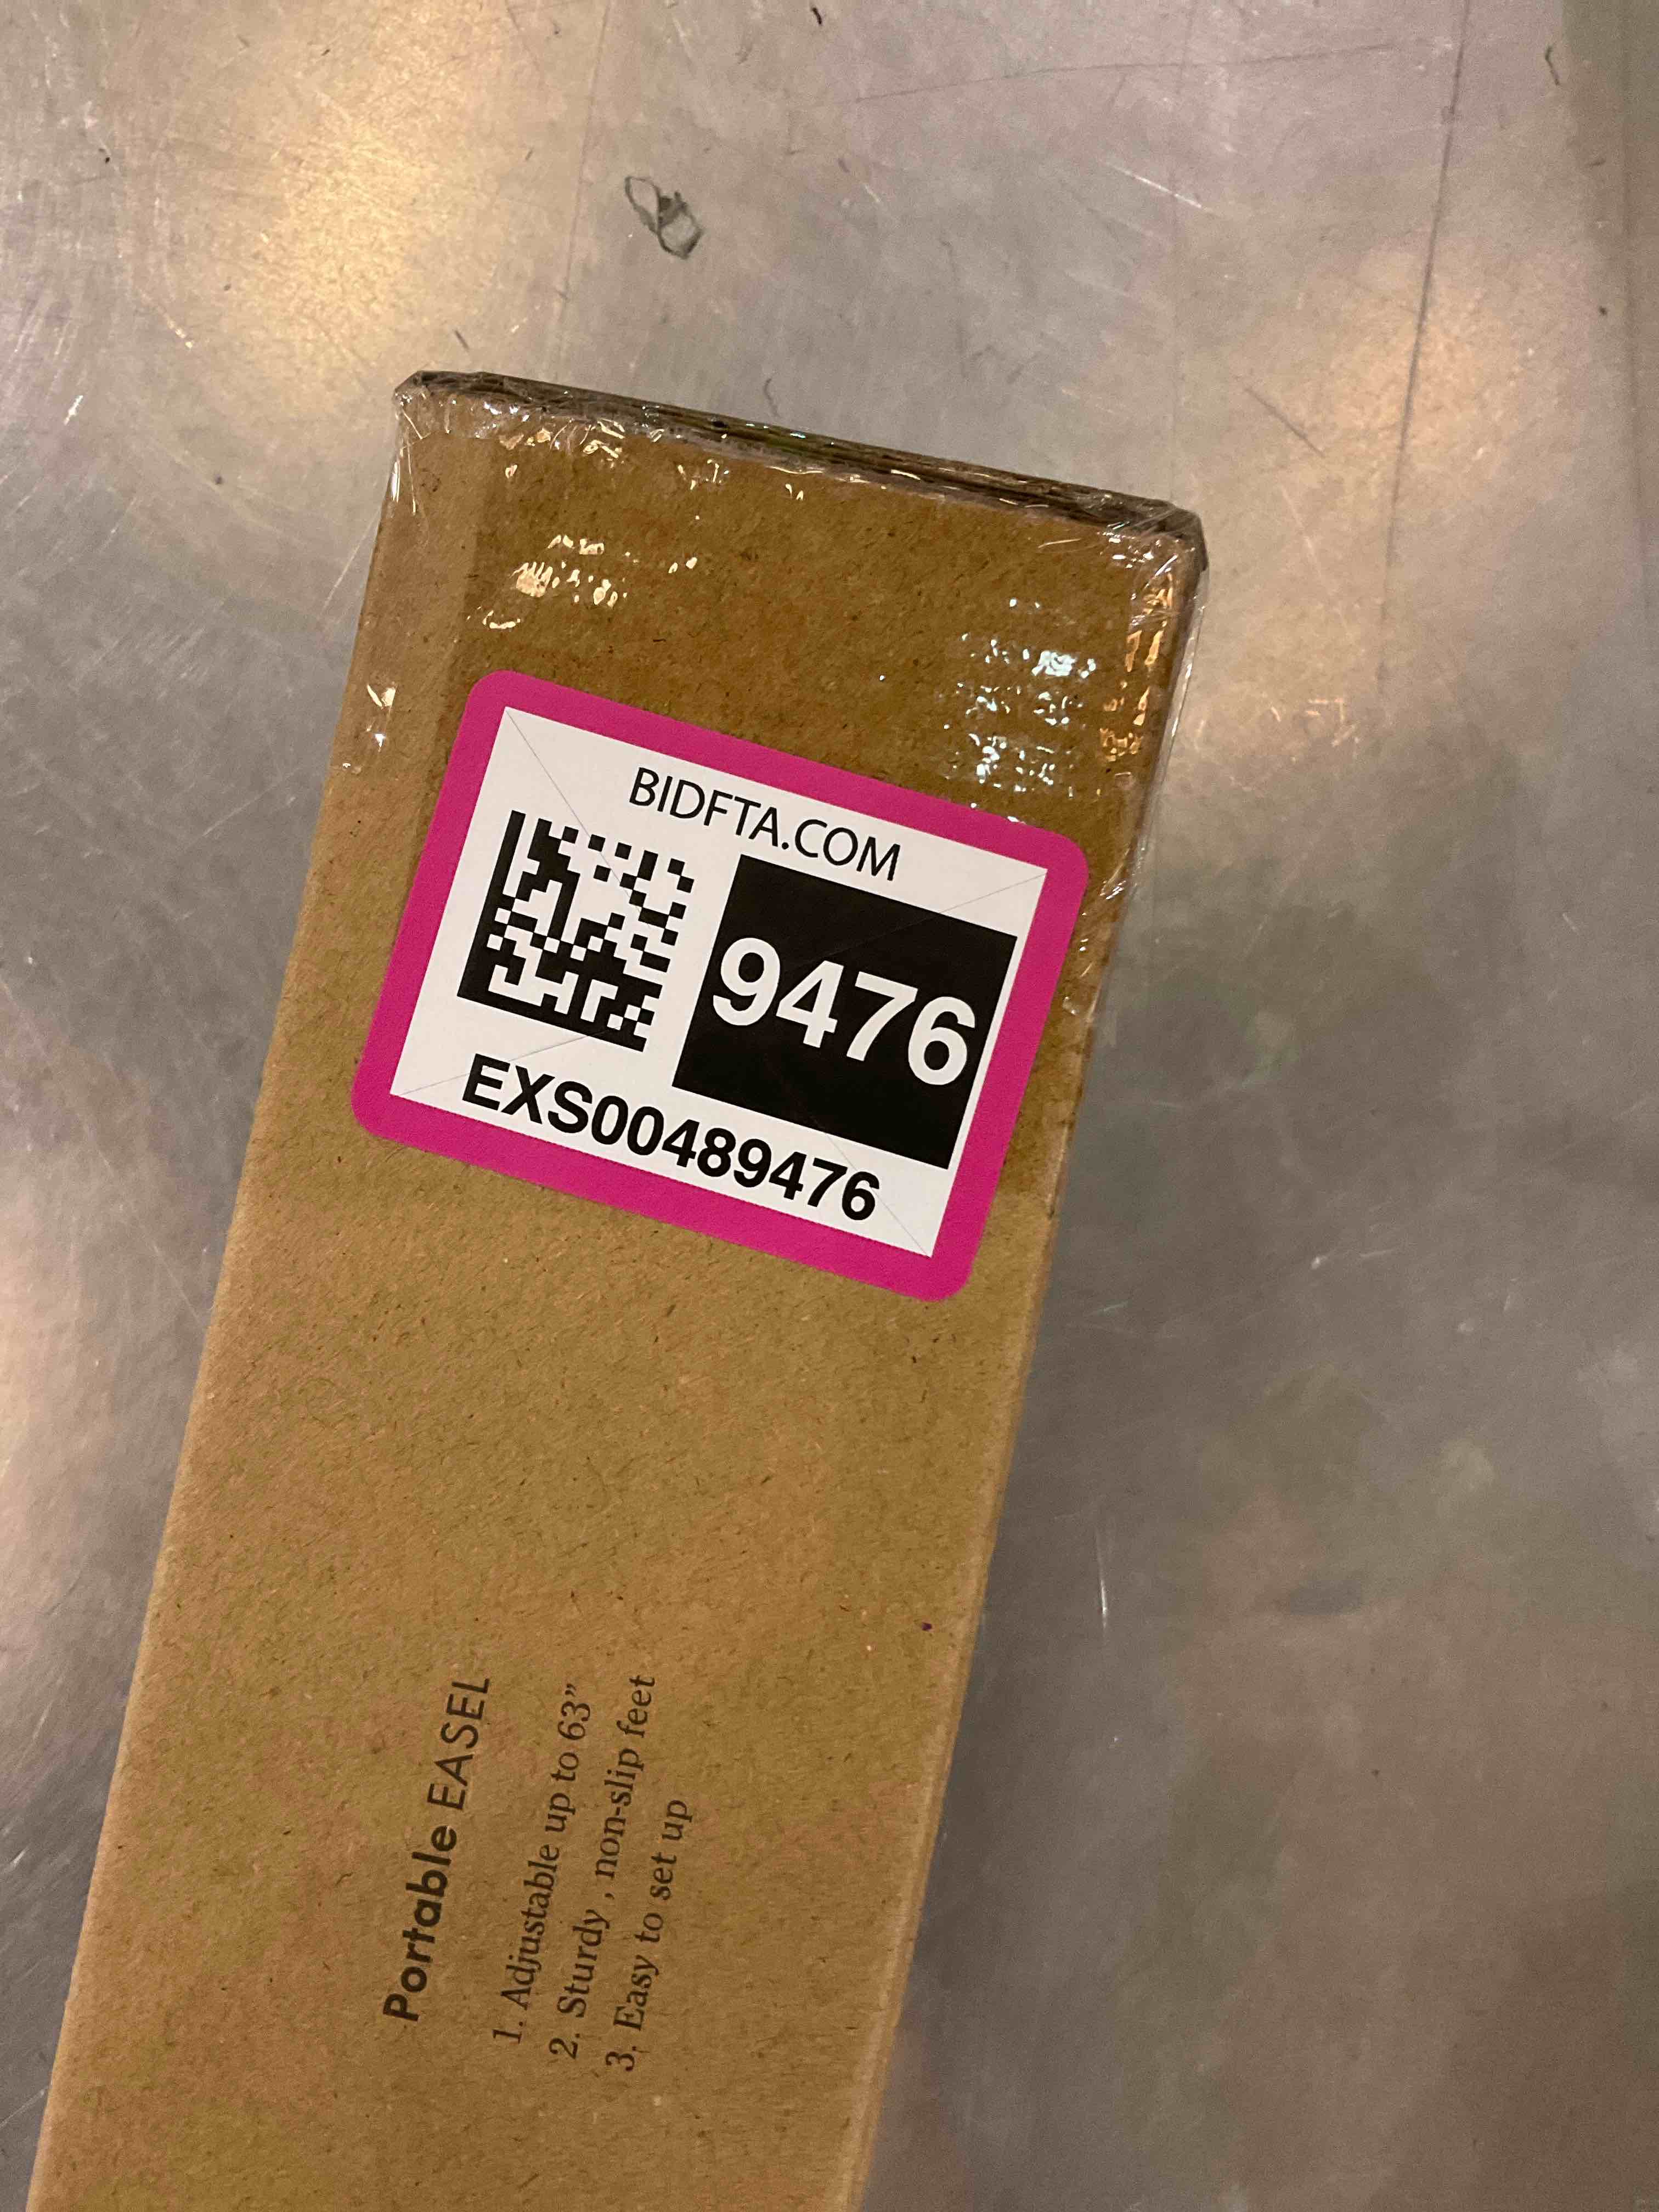 BIDFTA.COM
9476
EXS00489476
Portable EASEL
1. Adjustable up to 63”
2. Sturdy , non-slip feet
3. Easy to set up